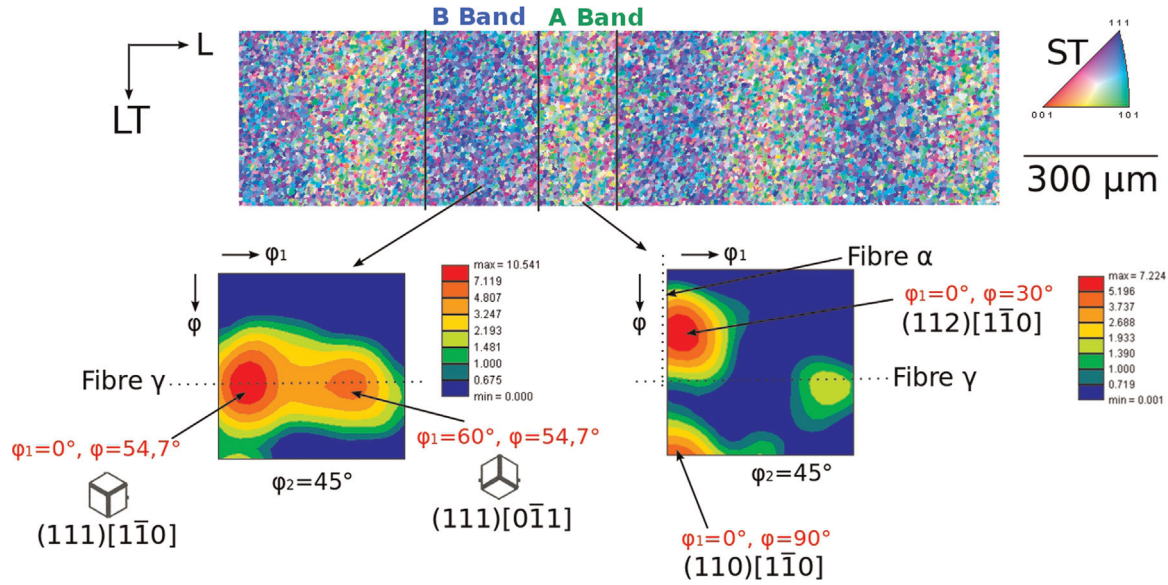 B Band
A Band
L
LT
ST
111
001
101
300 μm
φ1
φ
max = 10.541
7.119
4.807
3.247
2.193
1.481
1.000
0.675
min = 0.000
Fibre γ
φ1=0°, φ=54,7°
(111)[11̅0]
φ1=60°, φ=54,7°
(111)[01̅1]
φ2=45°
φ1
φ
Fibre α
φ1=0°, φ=30°
(112)[11̅0]
Fibre γ
max = 7.224
5.196
3.737
2.688
1.933
1.390
1.000
0.719
min = 0.001
φ2=45°
φ1=0°, φ=90°
(110)[11̅0]